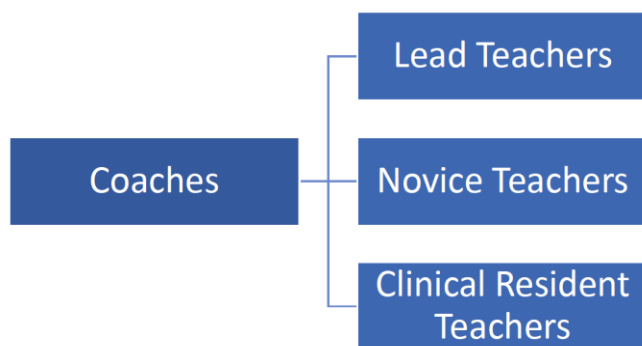 Lead Teachers
Coaches
Novice Teachers
Clinical Resident
Teachers